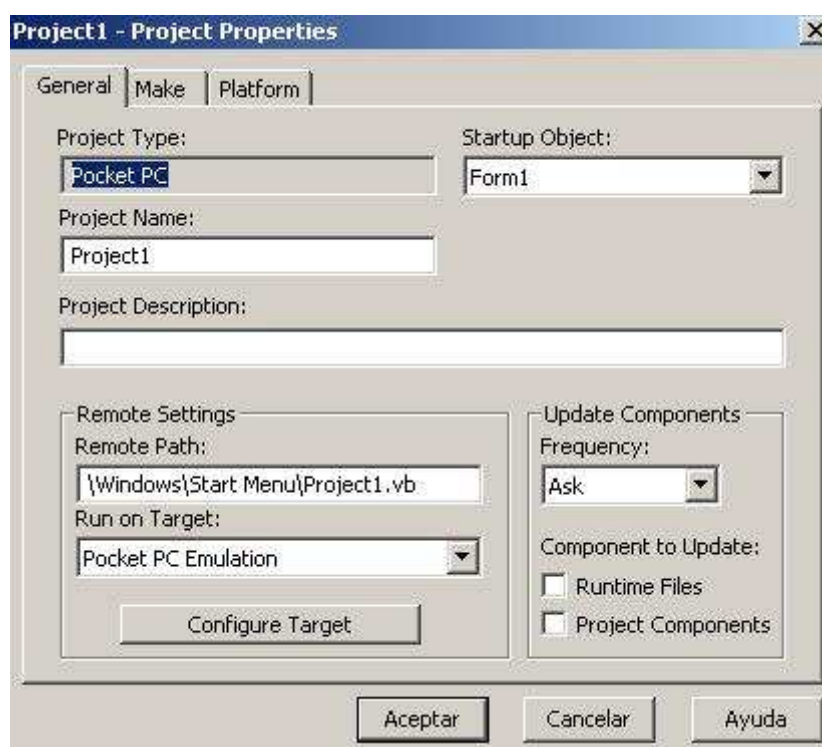 Project1 - Project Properties
General Make Platform
Project Type:
Pocket PC
Startup Object:
Form1
Project Name:
Project1
Project Description:
Remote Settings
Remote Path:
\Windows\Start Menu\Project1.vb
Run on Target:
Pocket PC Emulation
Configure Target
Update Components
Frequency:
Ask
Component to Update:
Runtime Files
Project Components
Aceptar Cancelar Ayuda